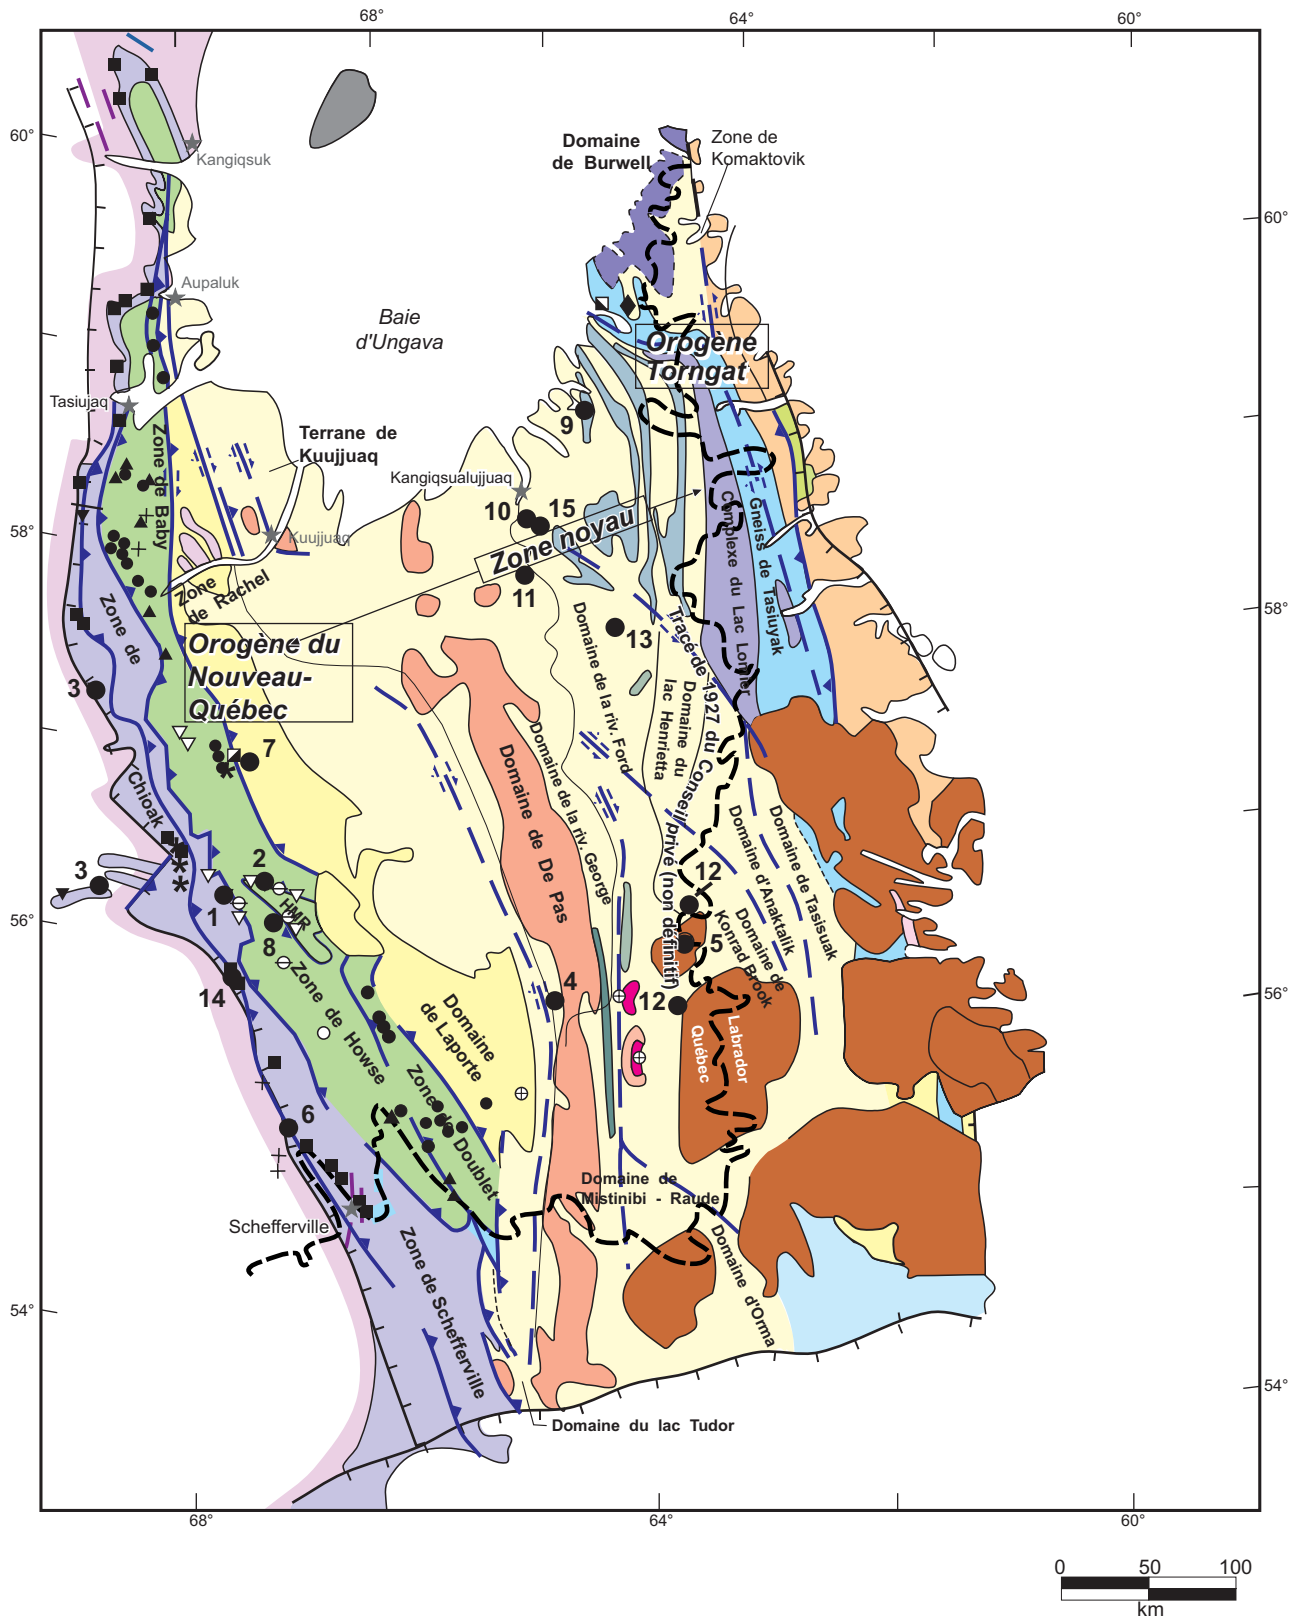 68°
64°
60°
60°
60°
Kangiqsuk
Domaine
de Burwell
Zone de
Komaktovik
Aupaluk
Baie
d'Ungava
Orogène
Torngat
Tasiujaq
Zone de Baby
Terrane de
Kuujjuaq
9
Kangiqsualujjuaq
10
15
Zone noyau
58°
Kuujjuaq
Complexe du Lac Lomier
Gneiss de Tasiuyak
58°
Zone
de Rachel
11
Zone de
Chioak
13
Orogène du
Nouveau-
Québec
Domaine de la riv. Ford
Domaine du
lac Henrietta
Tracé de 1927 du Conseil privé (non définitif)
3
7
Domaine de De Pas
Domaine de la riv. George
Domaine d'Anaktalik
Domaine de Tasisuak
3
2
12
1
HMR
56°
8
5
Domaine de
Konrad Brook
14
Zone de Howse
Domaine
de Laporte
4
12
56°
Québec
Labrador
6
Zone de Doublet
Domaine de
Mistinibi - Raude
Schefferville
Zone de Schefferville
Domaine d'Orma
54°
54°
Domaine du lac Tudor
68°
64°
60°
0
50
100
km